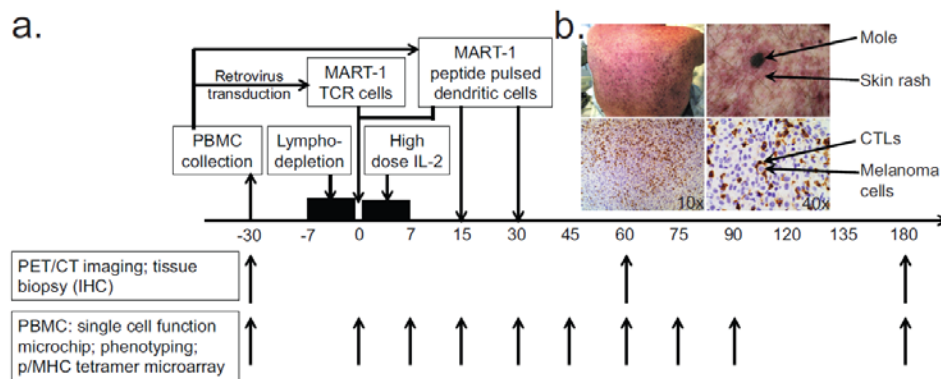 a.
b.
MART-1
TCR cells
MART-1
peptide pulsed
dendritic cells
Retrovirus
transduction
PBMC
collection
Lympho-
depletion
High
dose IL-2
Mole
Skin rash
CTLs
Melanoma
cells
10x
40x
-30 -7 0 7 15 30 45 60 75 90 120 135 180
PET/CT imaging; tissue
biopsy (IHC)
PBMC: single cell function
microchip; phenotyping;
p/MHC tetramer microarray